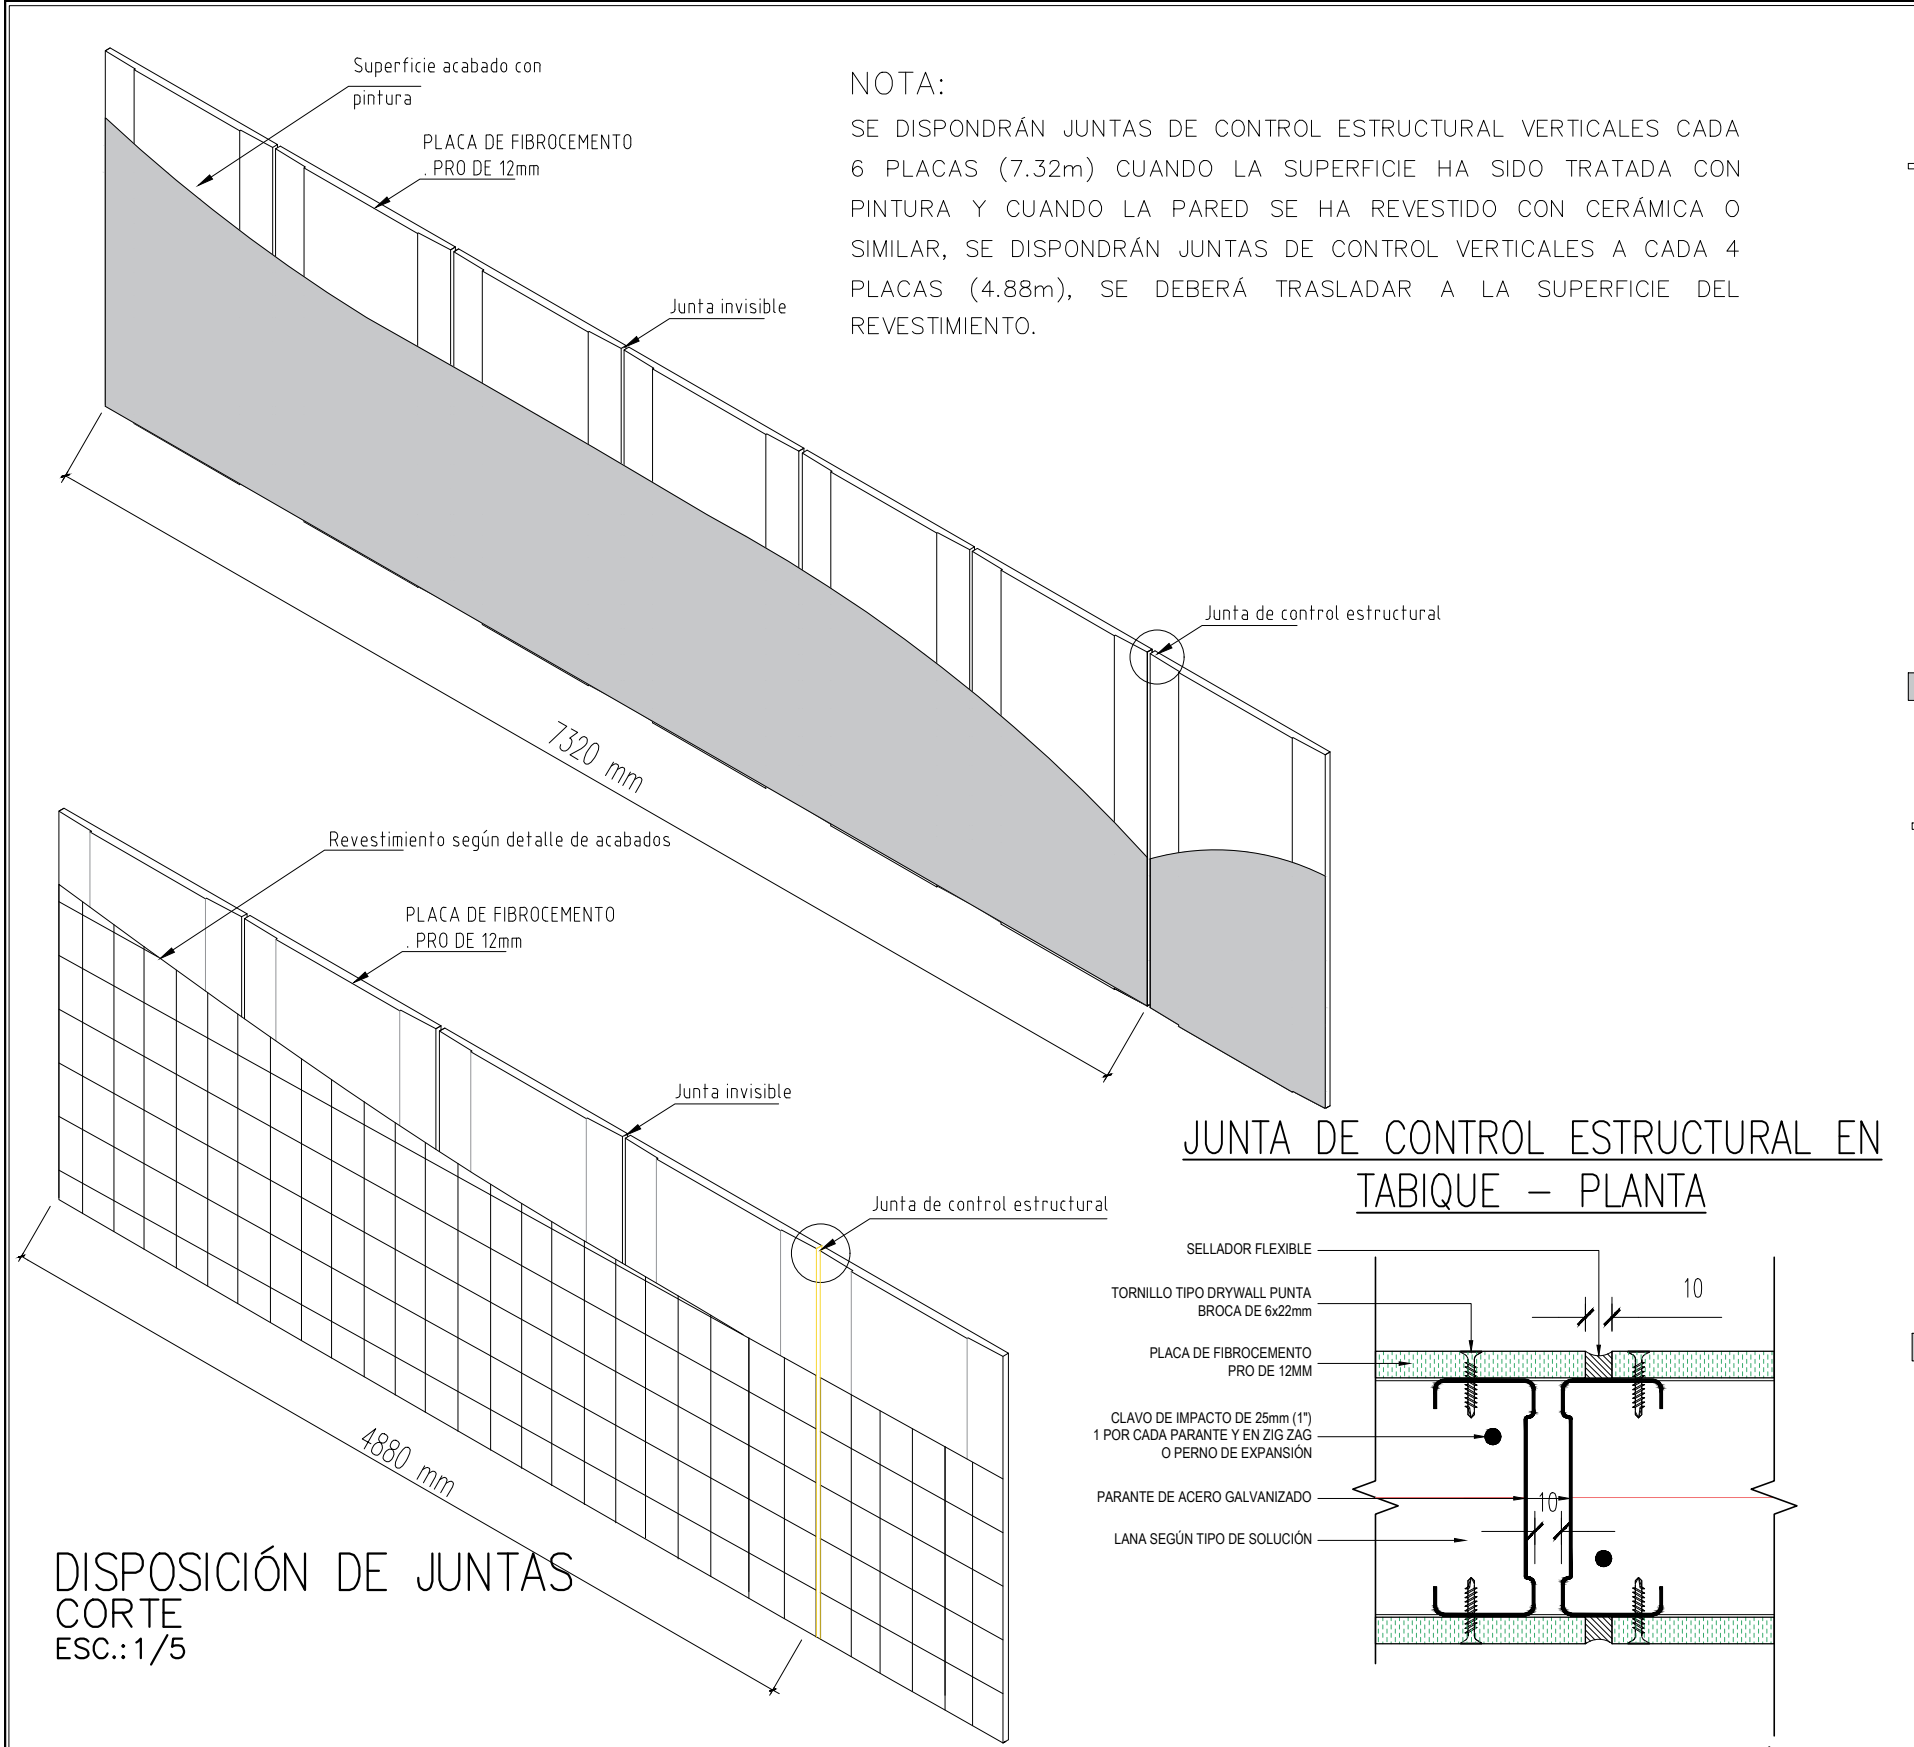 Superficie acabado con
pintura
PLACA DE FIBROCEMENTO
. PRO DE 12mm
Junta invisible
Junta de control estructural
7320 mm
NOTA:
SE DISPONDRÁN JUNTAS DE CONTROL ESTRUCTURAL VERTICALES CADA
6 PLACAS (7.32m) CUANDO LA SUPERFICIE HA SIDO TRATADA CON
PINTURA Y CUANDO LA PARED SE HA REVESTIDO CON CERÁMICA O
SIMILAR, SE DISPONDRÁN JUNTAS DE CONTROL VERTICALES A CADA 4
PLACAS (4.88m), SE DEBERÁ TRASLADAR A LA SUPERFICIE DEL
REVESTIMIENTO.
Revestimiento según detalle de acabados
PLACA DE FIBROCEMENTO
. PRO DE 12mm
Junta invisible
Junta de control estructural
4880 mm
DISPOSICIÓN DE JUNTAS
CORTE
ESC.: 1/5
JUNTA DE CONTROL ESTRUCTURAL EN
TABIQUE – PLANTA
SELLADOR FLEXIBLE
10
TORNILLO TIPO DRYWALL PUNTA
BROCA DE 6x22mm
PLACA DE FIBROCEMENTO
PRO DE 12MM
CLAVO DE IMPACTO DE 25mm (1")
1 POR CADA PARANTE Y EN ZIG ZAG
O PERNO DE EXPANSIÓN
PARANTE DE ACERO GALVANIZADO
10
LANA SEGÚN TIPO DE SOLUCIÓN